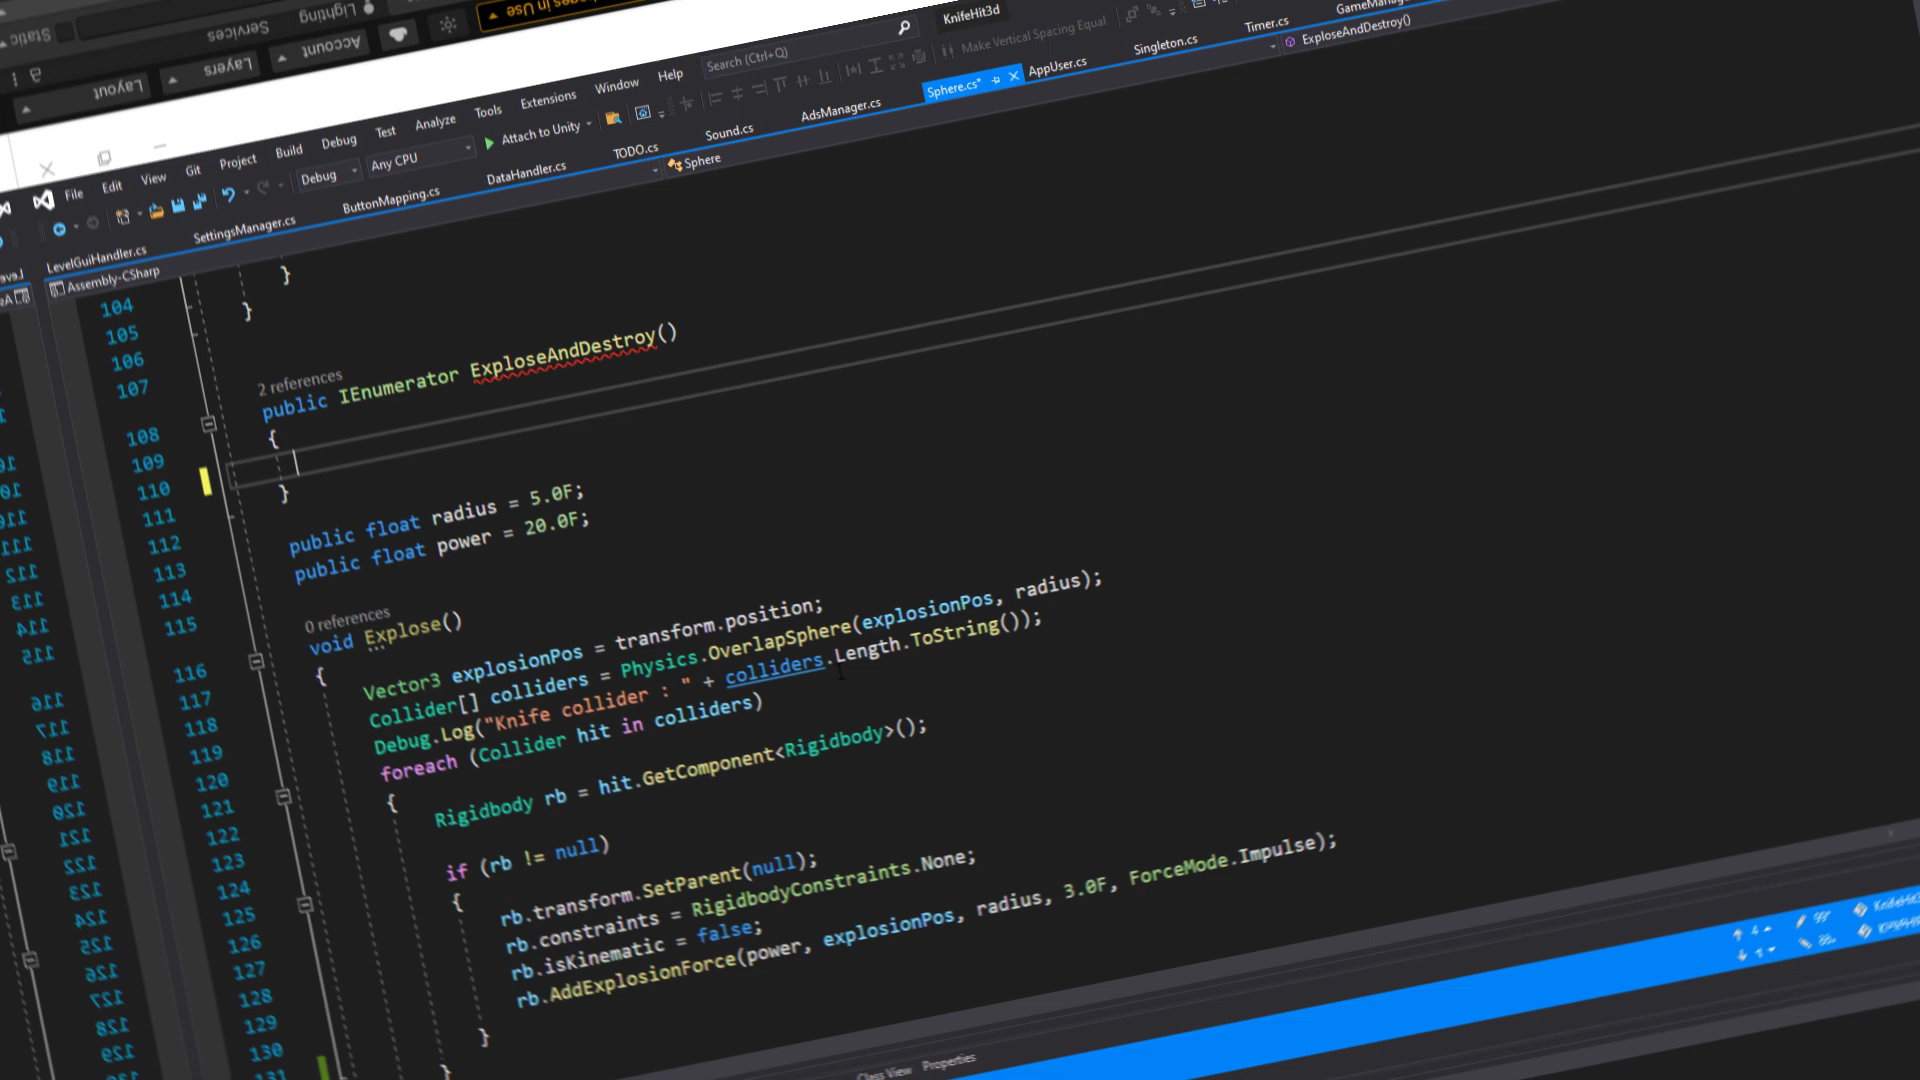 Static
Lighting
Services
Account
Layers
Layout
in Use
KnifeHit3d
Search (Ctrl+Q)
File Edit View Git Project Build Debug Test Analyze Tools Extensions Window Help
Debug Any CPU Attach to Unity
Make Vertical Spacing Equal
LevelGuiHandler.cs SettingsManager.cs ButtonMapping.cs DataHandler.cs TODO.cs Sound.cs AdsManager.cs Sphere.cs* AppUser.cs Singleton.cs Timer.cs
Assembly-CSharp Sphere ExploseAndDestroy()
104 }
105 }
106
107
2 references
108 public IEnumerator ExploseAndDestroy()
109 {
110
111 }
112
113 public float radius = 5.0F;
114 public float power = 20.0F;
115
0 references
116 void Explose()
117 {
118 Vector3 explosionPos = transform.position;
119 Collider[] colliders = Physics.OverlapSphere(explosionPos, radius);
120 Debug.Log("Knife collider : " + colliders.Length.ToString());
121 foreach (Collider hit in colliders)
122 {
123 Rigidbody rb = hit.GetComponent<Rigidbody>();
124
125 if (rb != null)
126 {
127 rb.transform.SetParent(null);
128 rb.constraints = RigidbodyConstraints.None;
129 rb.isKinematic = false;
130 rb.AddExplosionForce(power, explosionPos, radius, 3.0F, ForceMode.Impulse);
131 }
}
Class View Properties
4
99+